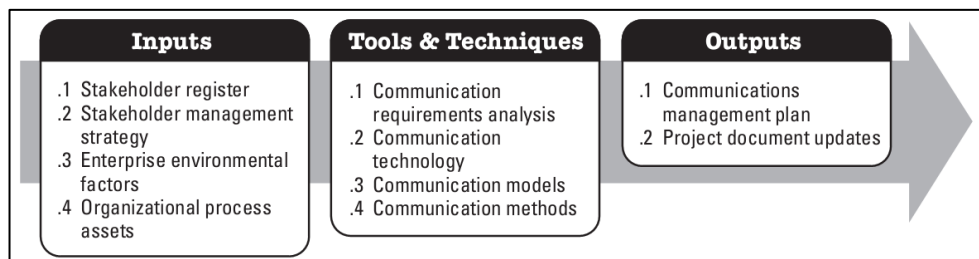 Inputs
.1 Stakeholder register
.2 Stakeholder management
strategy
.3 Enterprise environmental
factors
.4 Organizational process
assets
Tools & Techniques
.1 Communication
requirements analysis
.2 Communication
technology
.3 Communication models
.4 Communication methods
Outputs
.1 Communications
management plan
.2 Project document updates